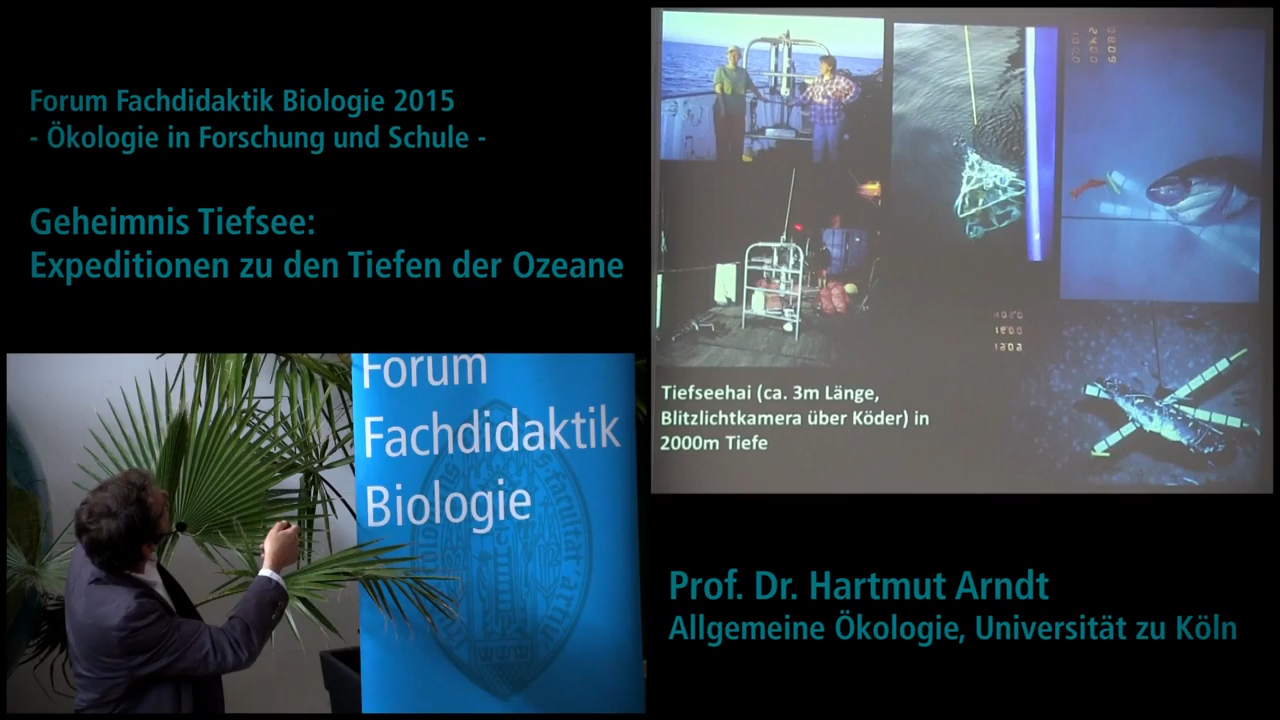 Forum Fachdidaktik Biologie 2015
- Ökologie in Forschung und Schule -
Geheimnis Tiefsee:
Expeditionen zu den Tiefen der Ozeane
Tiefseehai (ca. 3m Länge,
Blitzlichtkamera über Köder) in
2000m Tiefe
Forum
Fachdidaktik
Biologie
Prof. Dr. Hartmut Arndt
Allgemeine Ökologie, Universität zu Köln